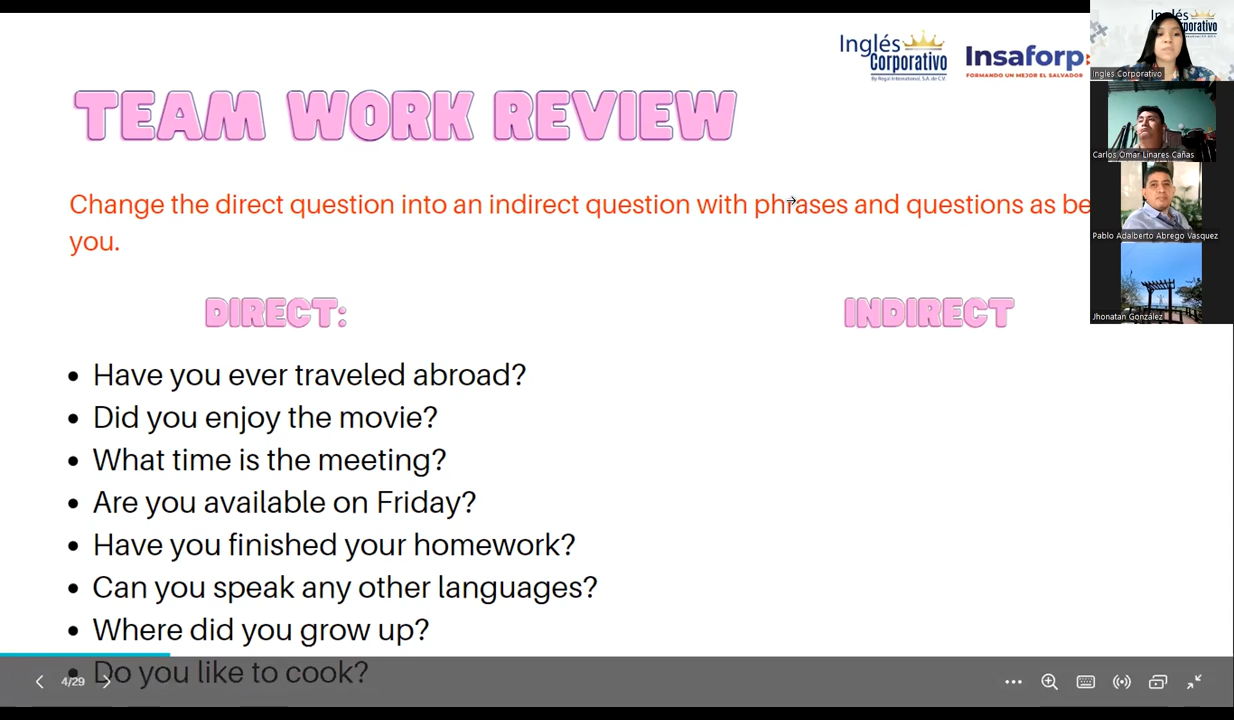 Inglés
Corporativo
By Regal International, S.A. de C.V.
Insaforp
FORMANDO UN MEJOR EL SALVADOR
TEAM WORK REVIEW
Change the direct question into an indirect question with phrases and questions as be
you.
DIRECT:
INDIRECT
Have you ever traveled abroad?
Did you enjoy the movie?
What time is the meeting?
Are you available on Friday?
Have you finished your homework?
Can you speak any other languages?
Where did you grow up?
Do you like to cook?
4/29
Ingles Corporativo
Carlos Omar Linares Cañas
Pablo Adalberto Abrego Vasquez
Jhonatan González